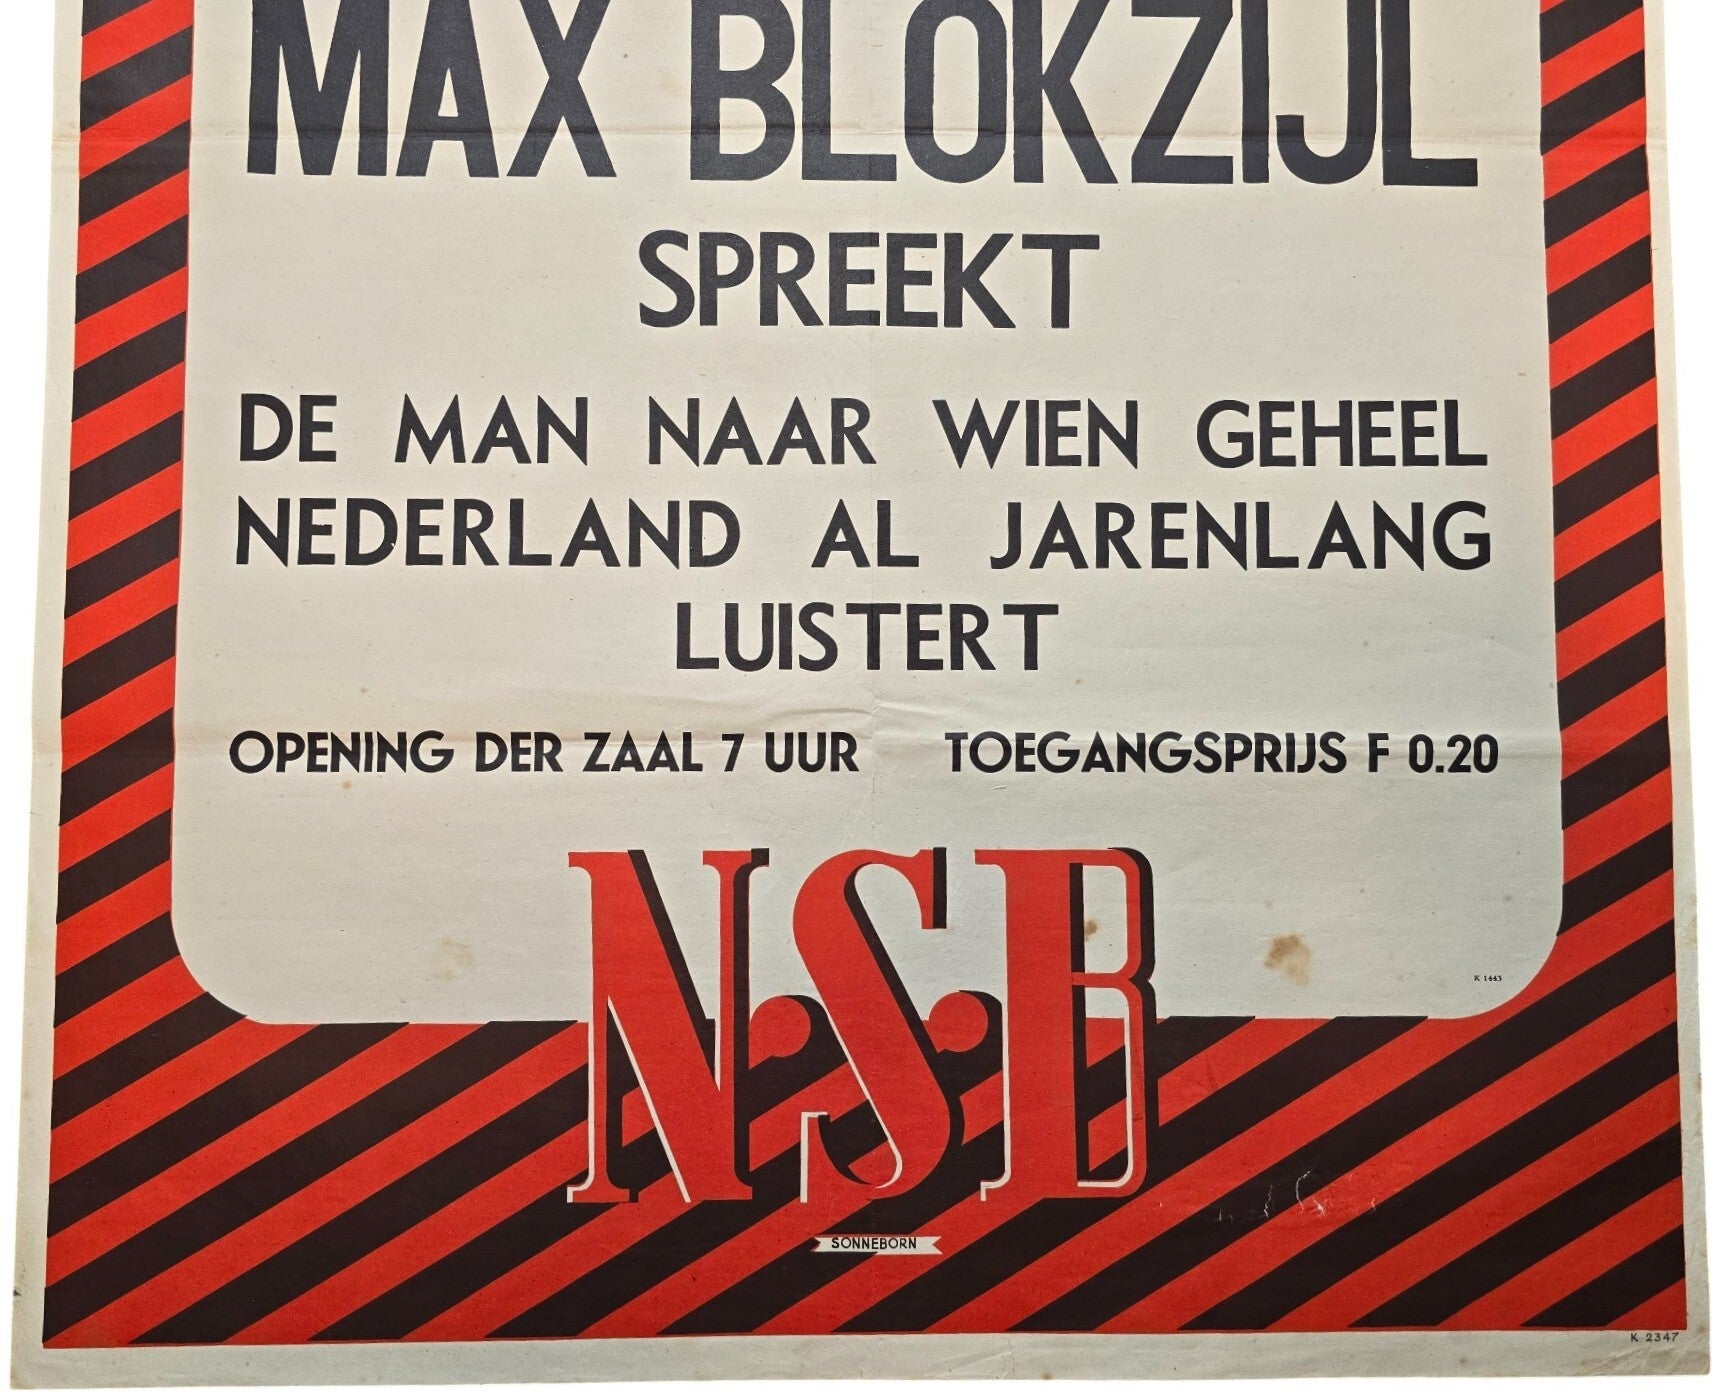 MAX BLOKZIJL
SPREEKT
DE MAN NAAR WIEN GEHEEL
NEDERLAND AL JARENLANG
LUISTERT
OPENING DER ZAAL 7 UUR TOEGANGSPRIJS F 0.20
N.S.B
K 1443
SONNEBORN
K 2347